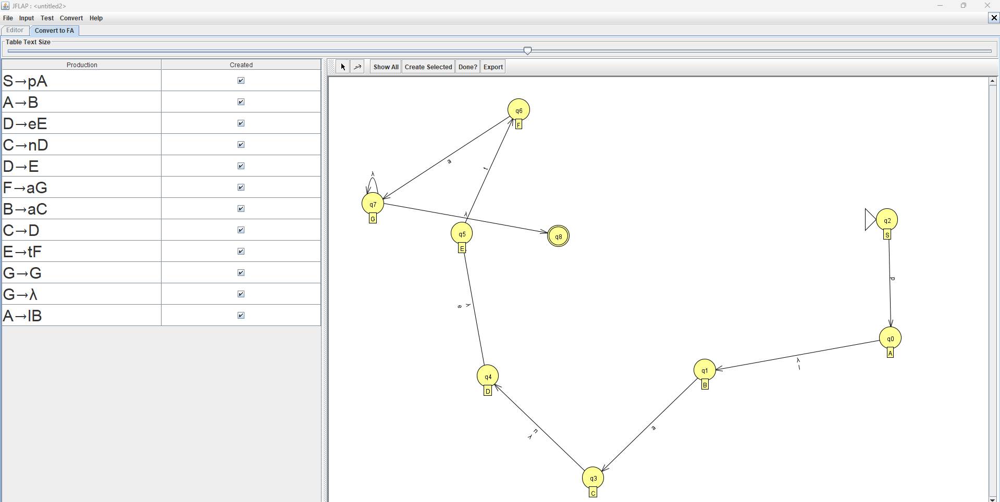 JFLAP : <untitled2>
File Input Test Convert Help
Editor Convert to FA
Table Text Size
Production Created
S→pA
A→B
D→eE
C→nD
D→E
F→aG
B→aC
C→D
E→tF
G→G
G→λ
A→lB
Show All Create Selected Done? Export
q6
F
a
t
λ
q7
G
λ
q5
E
q8
q2
S
p
λ
e
q0
A
λ
l
q1
B
q4
D
n
λ
a
q3
C